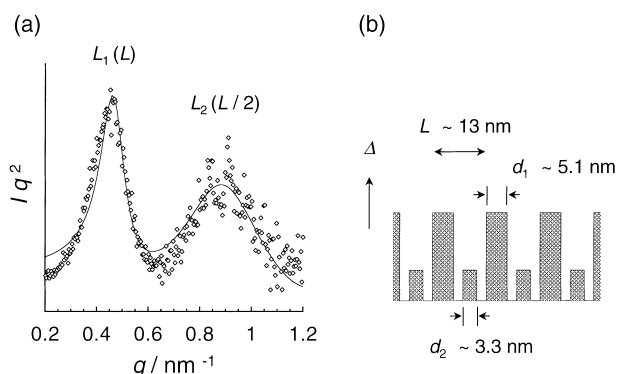 (a)
L₁ (L)
L₂ (L / 2)
I q ²
0.2 0.4 0.6 0.8 1 1.2
q / nm ⁻¹
(b)
L ~ 13 nm
Δ
d₁ ~ 5.1 nm
d₂ ~ 3.3 nm